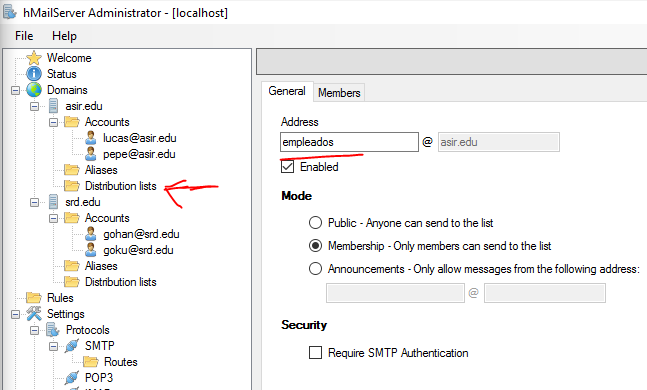 hMailServer Administrator - [localhost]
File Help
Welcome
Status
Domains
asir.edu
Accounts
lucas@asir.edu
pepe@asir.edu
Aliases
Distribution lists
srd.edu
Accounts
gohan@srd.edu
goku@srd.edu
Aliases
Distribution lists
Rules
Settings
Protocols
SMTP
Routes
POP3
General Members
Address
empleados @ asir.edu
Enabled
Mode
Public - Anyone can send to the list
Membership - Only members can send to the list
Announcements - Only allow messages from the following address:
@
Security
Require SMTP Authentication